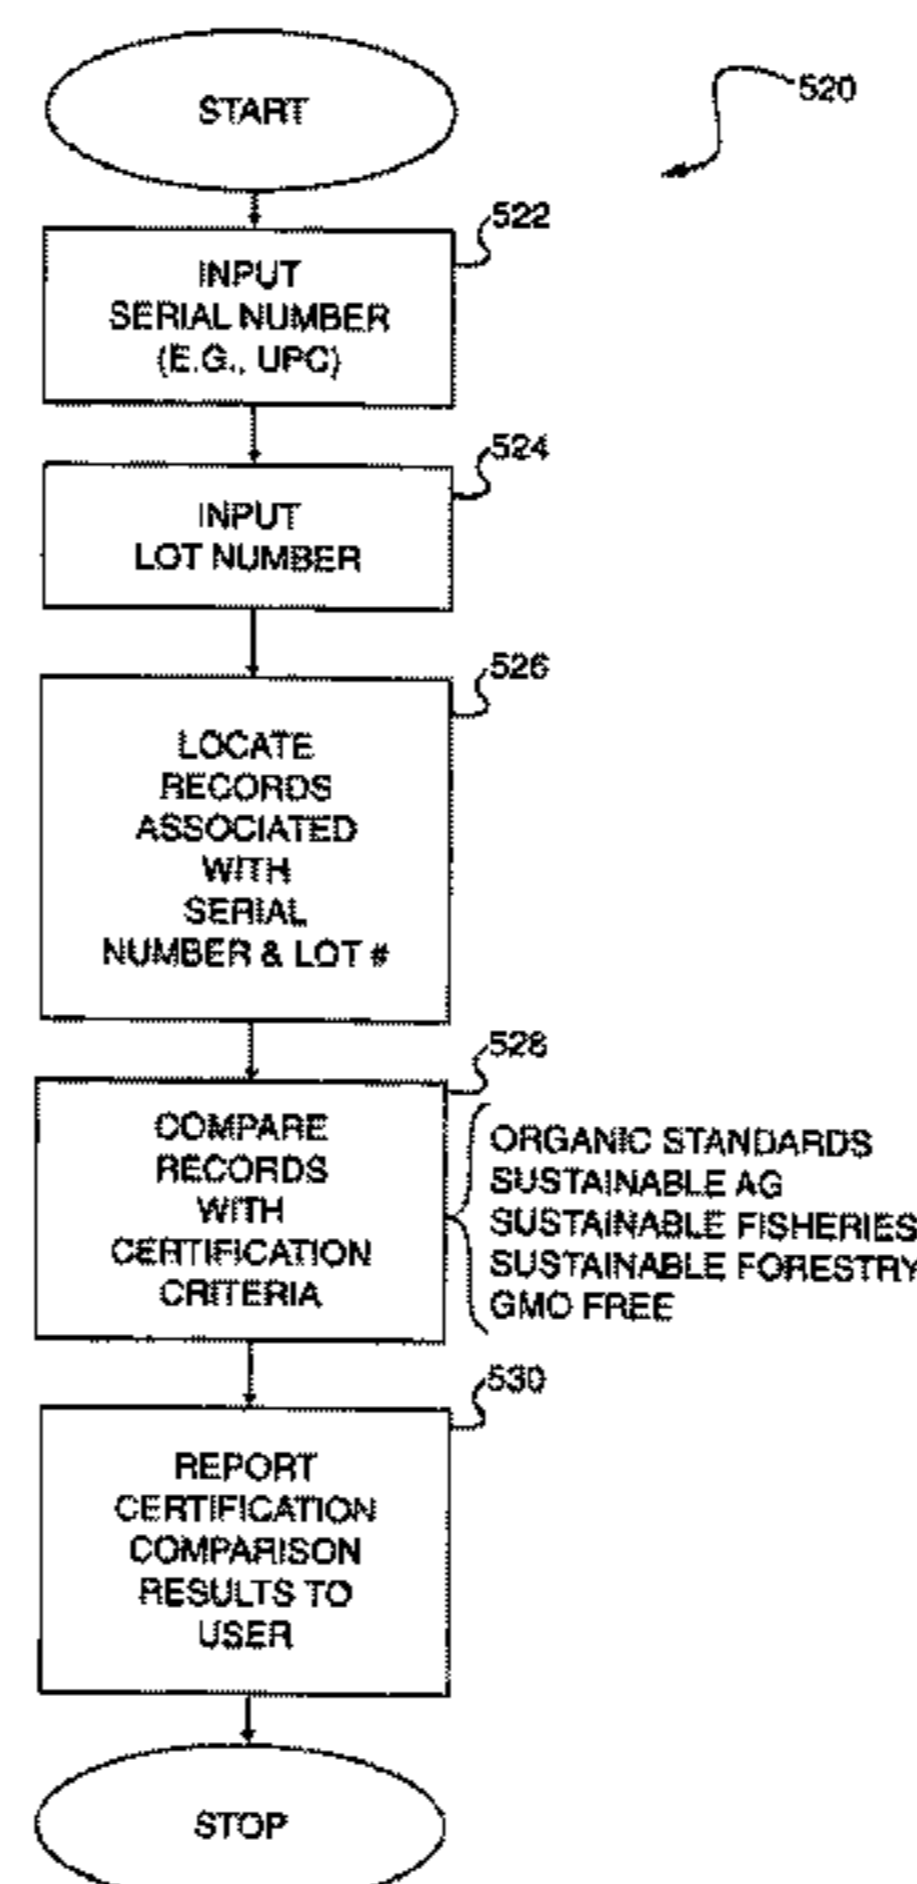 START
520
522
INPUT
SERIAL NUMBER
(E.G., UPC)
524
INPUT
LOT NUMBER
526
LOCATE
RECORDS
ASSOCIATED
WITH
SERIAL
NUMBER & LOT #
528
COMPARE
RECORDS
WITH
CERTIFICATION
CRITERIA
ORGANIC STANDARDS
SUSTAINABLE AG
SUSTAINABLE FISHERIES
SUSTAINABLE FORESTRY
GMO FREE
530
REPORT
CERTIFICATION
COMPARISON
RESULTS TO
USER
STOP